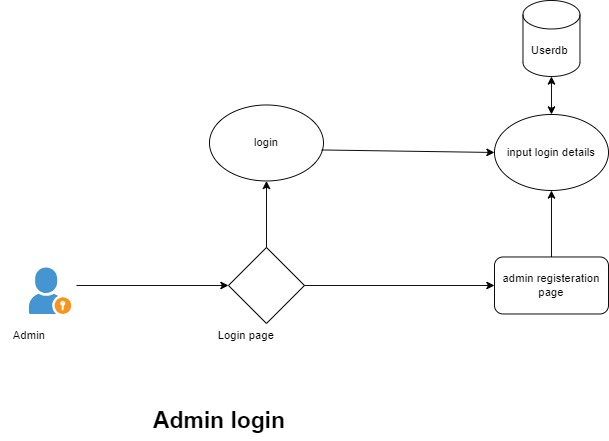 Userdb
login
input login details
admin registeration
page
Admin
Login page
Admin login